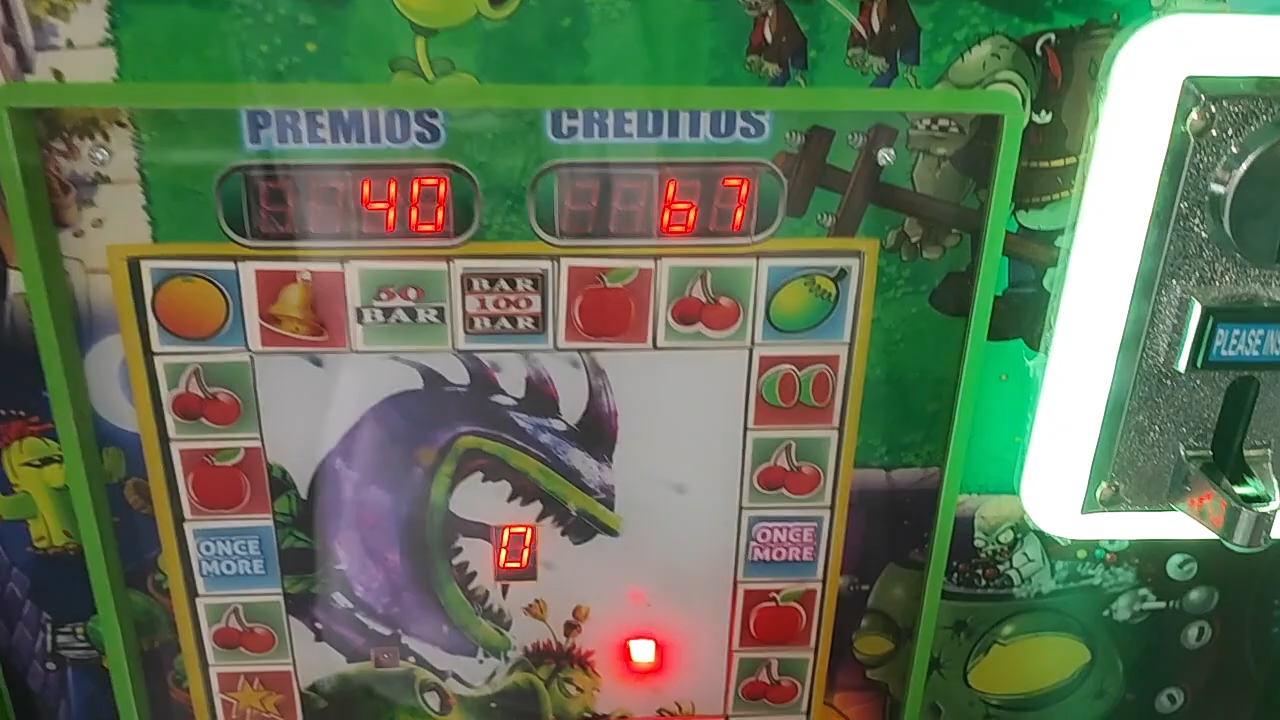 PREMIOS
CREDITOS
40
67
50
BAR
BAR
100
BAR
PLEASE INS
ONCE
MORE
ONCE
MORE
0